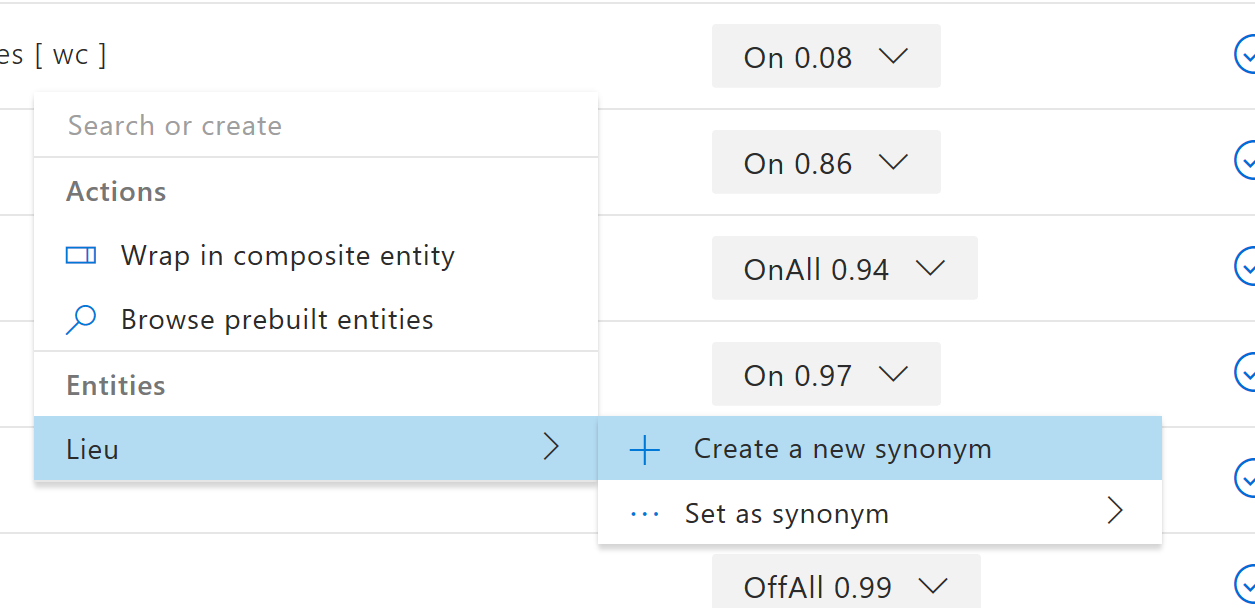 es [ wc ]
On 0.08
Search or create
On 0.86
Actions
Wrap in composite entity
OnAll 0.94
Browse prebuilt entities
On 0.97
Entities
Lieu
Create a new synonym
Set as synonym
OffAll 0.99